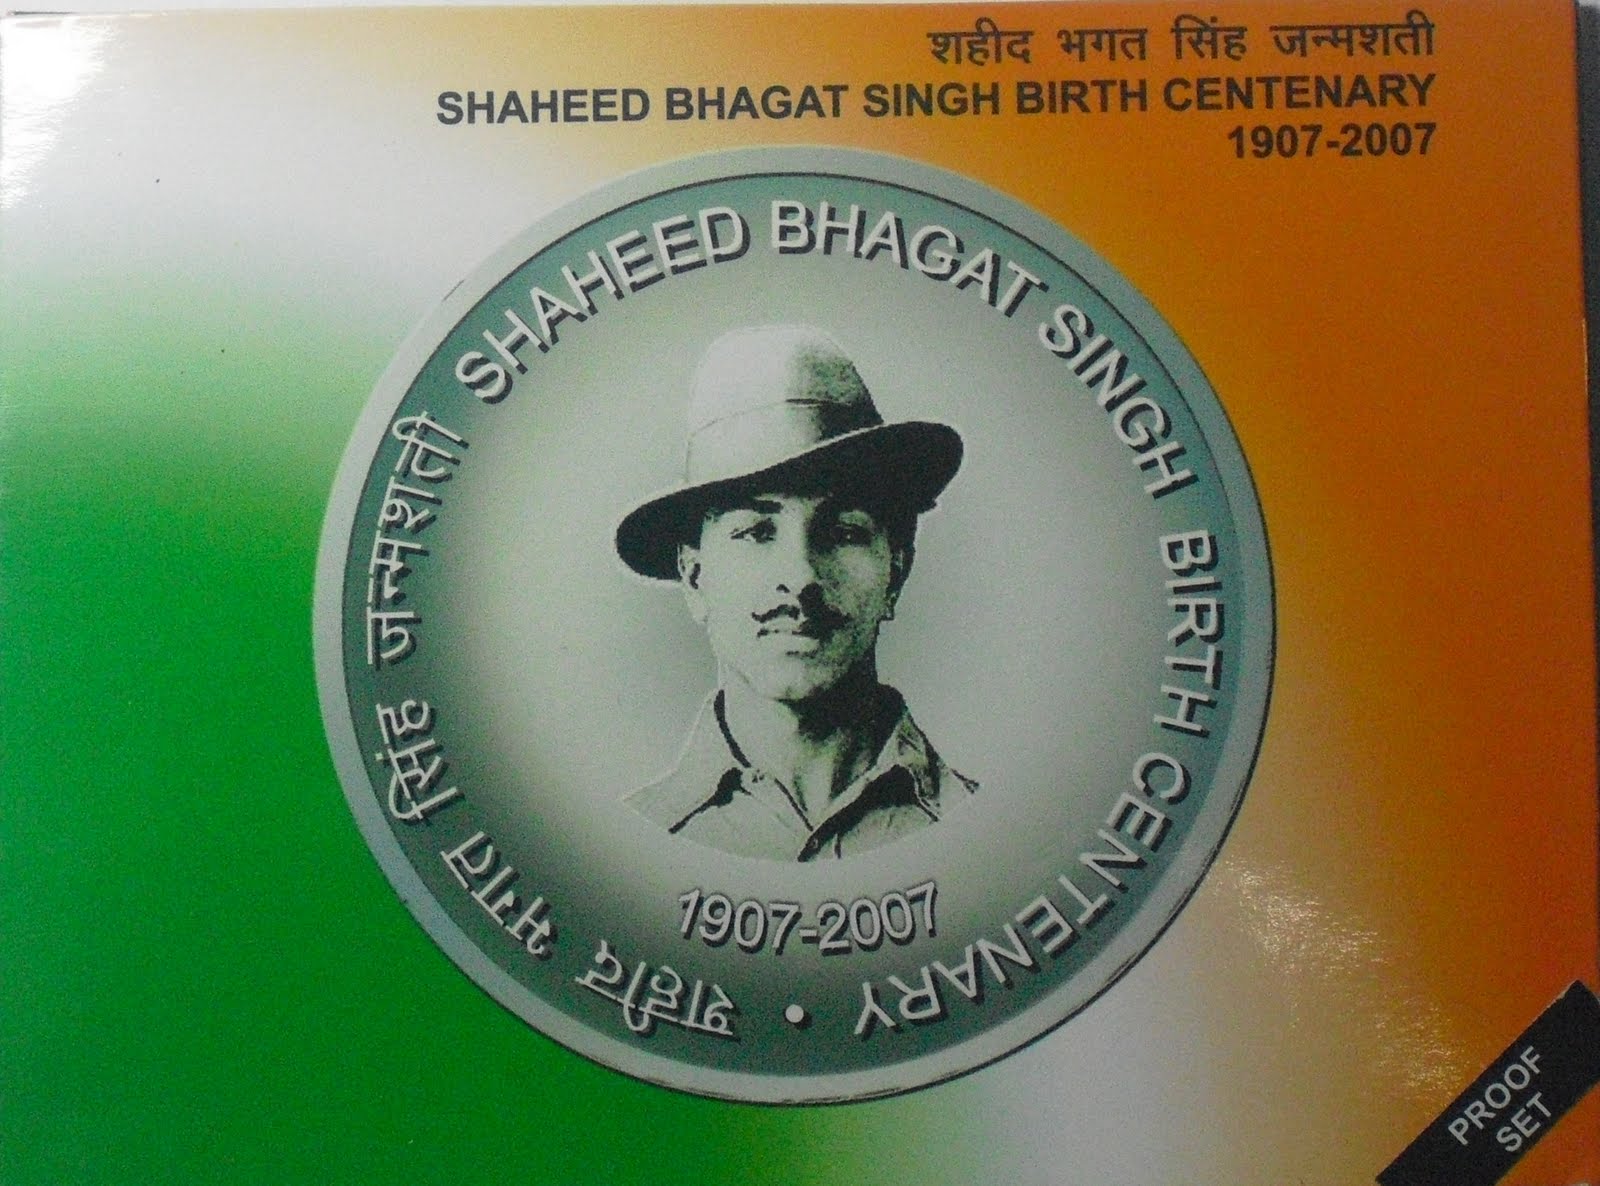 शहीद भगत सिंह जन्मशती
SHAHEED BHAGAT SINGH BIRTH CENTENARY
1907-2007
शहीद भगत सिंह जन्मशती SHAHEED BHAGAT SINGH BIRTH CENTENARY •
1907-2007
PROOF
SET